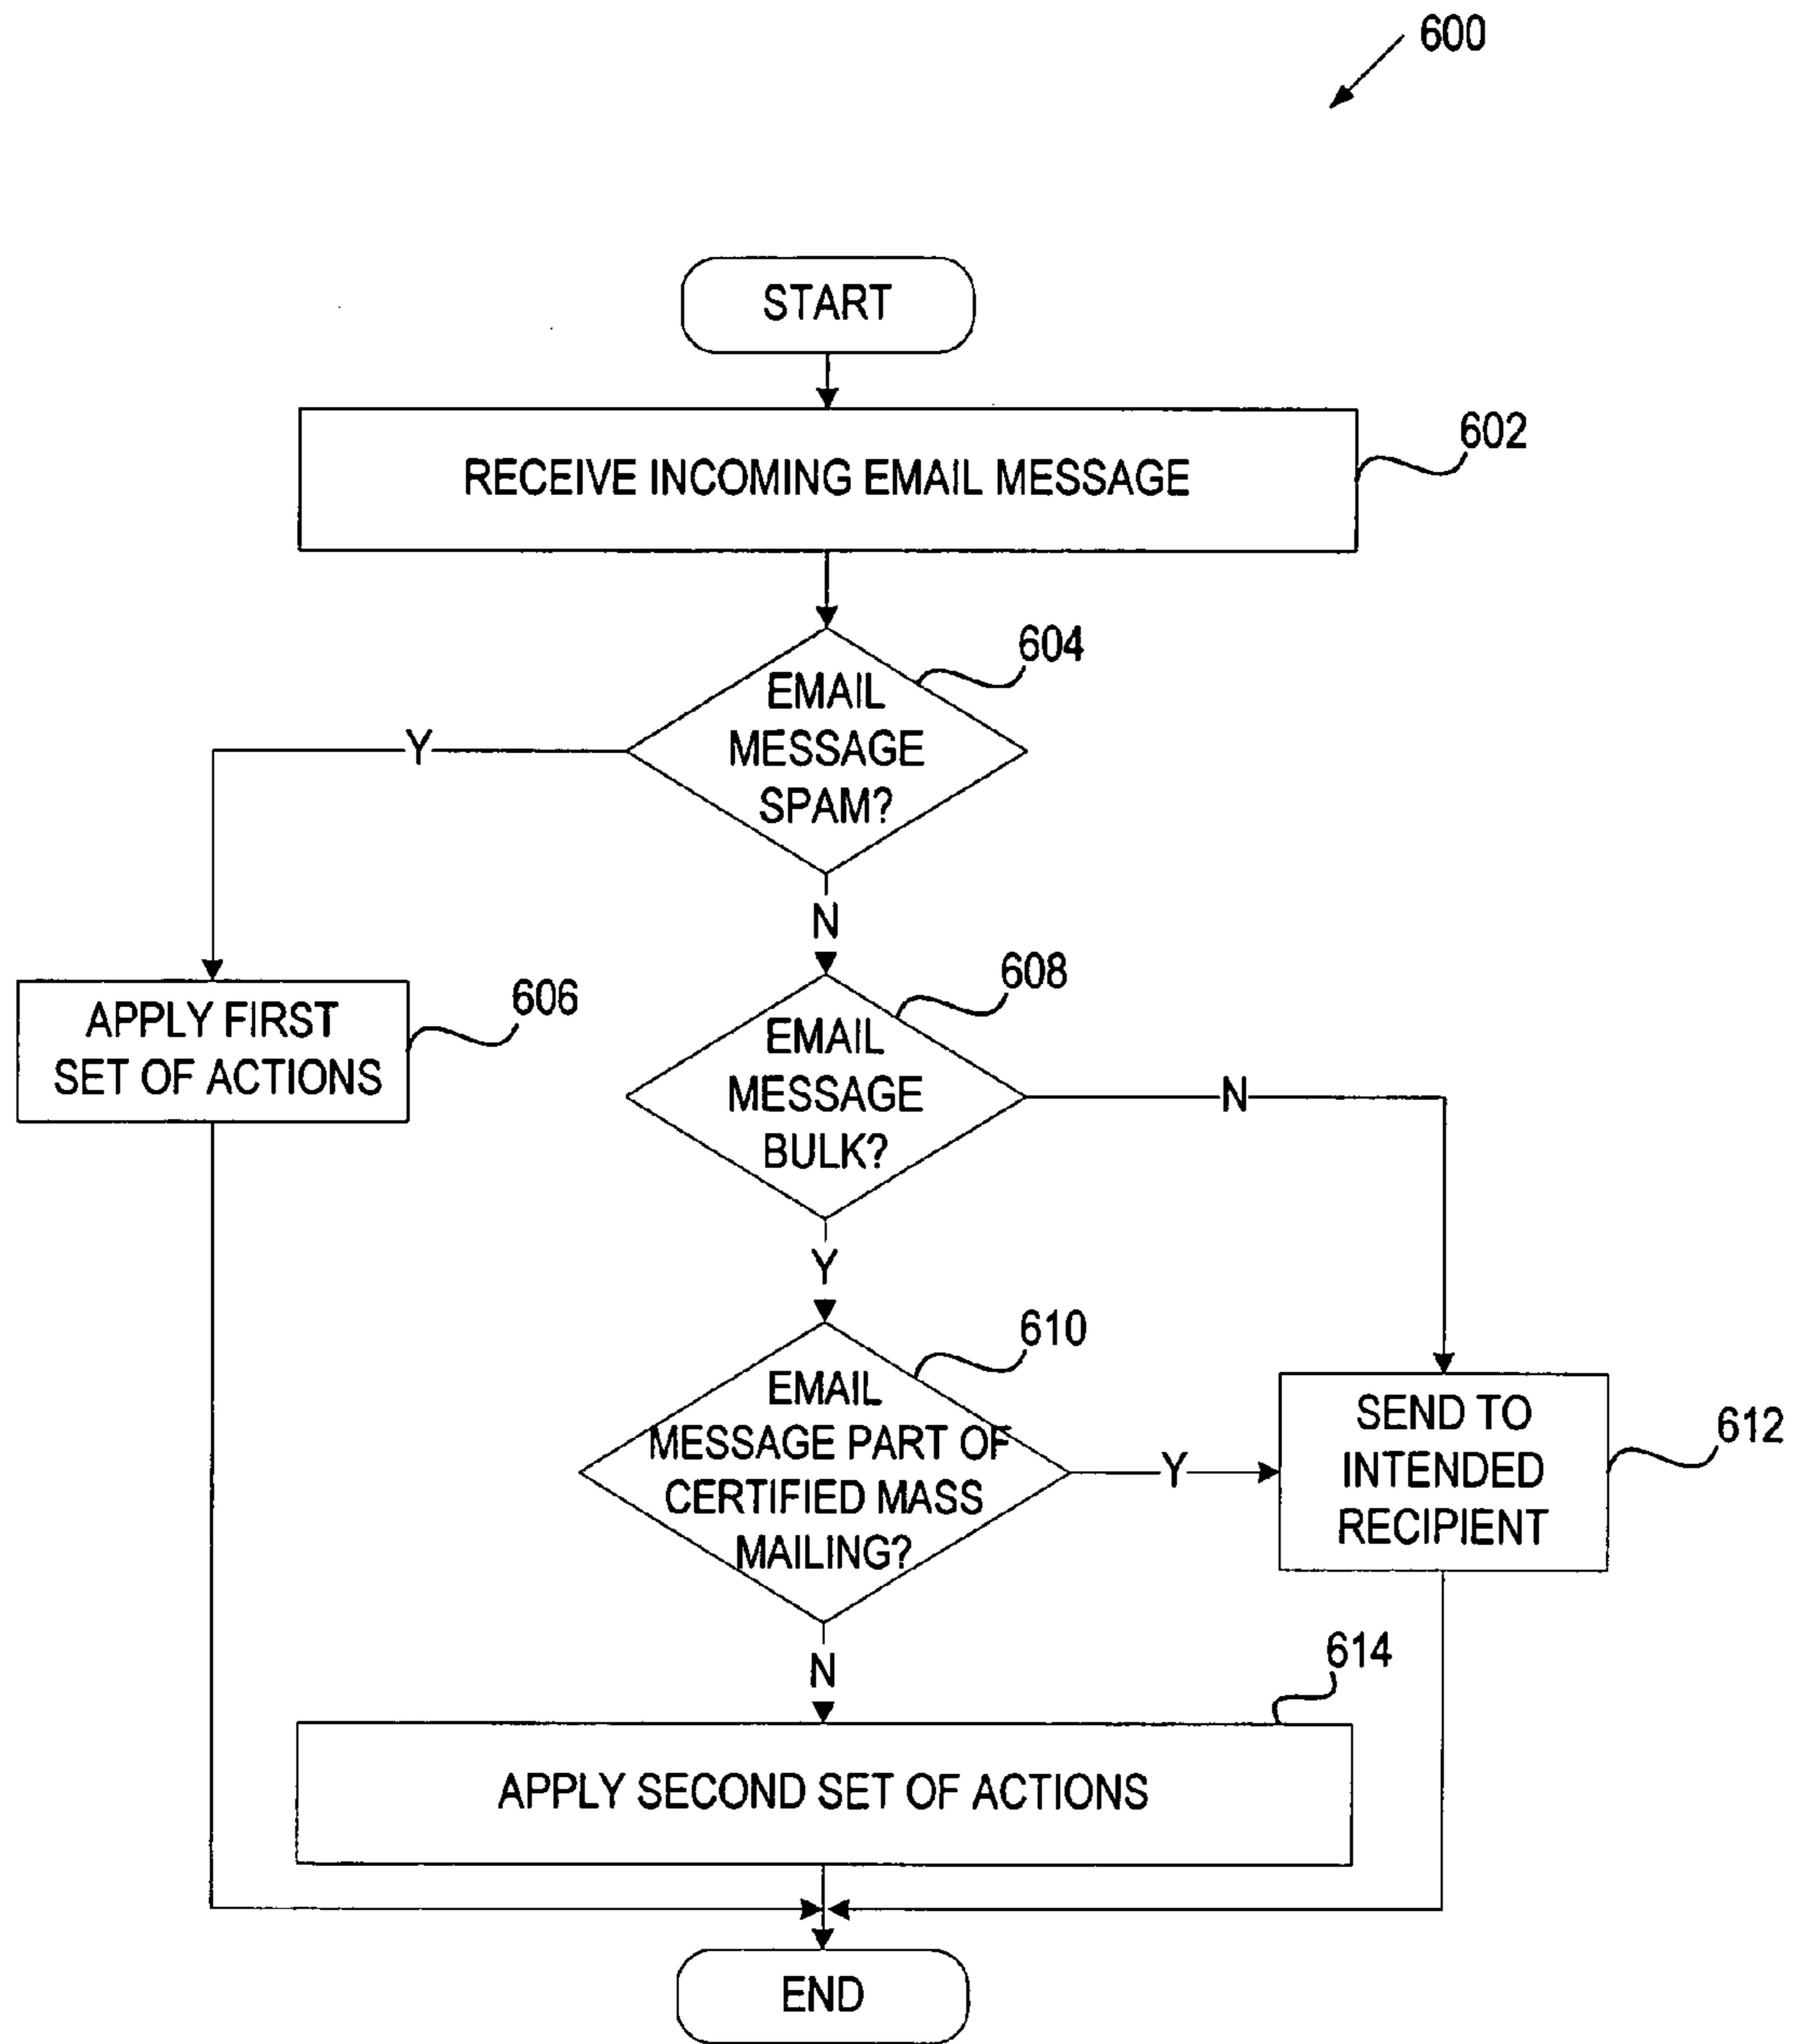 600
START
RECEIVE INCOMING EMAIL MESSAGE
602
604
EMAIL
MESSAGE
SPAM?
Y
N
606
APPLY FIRST
SET OF ACTIONS
608
EMAIL
MESSAGE
BULK?
N
Y
610
EMAIL
MESSAGE PART OF
CERTIFIED MASS
MAILING?
Y
SEND TO
INTENDED
RECIPIENT
612
N
614
APPLY SECOND SET OF ACTIONS
END